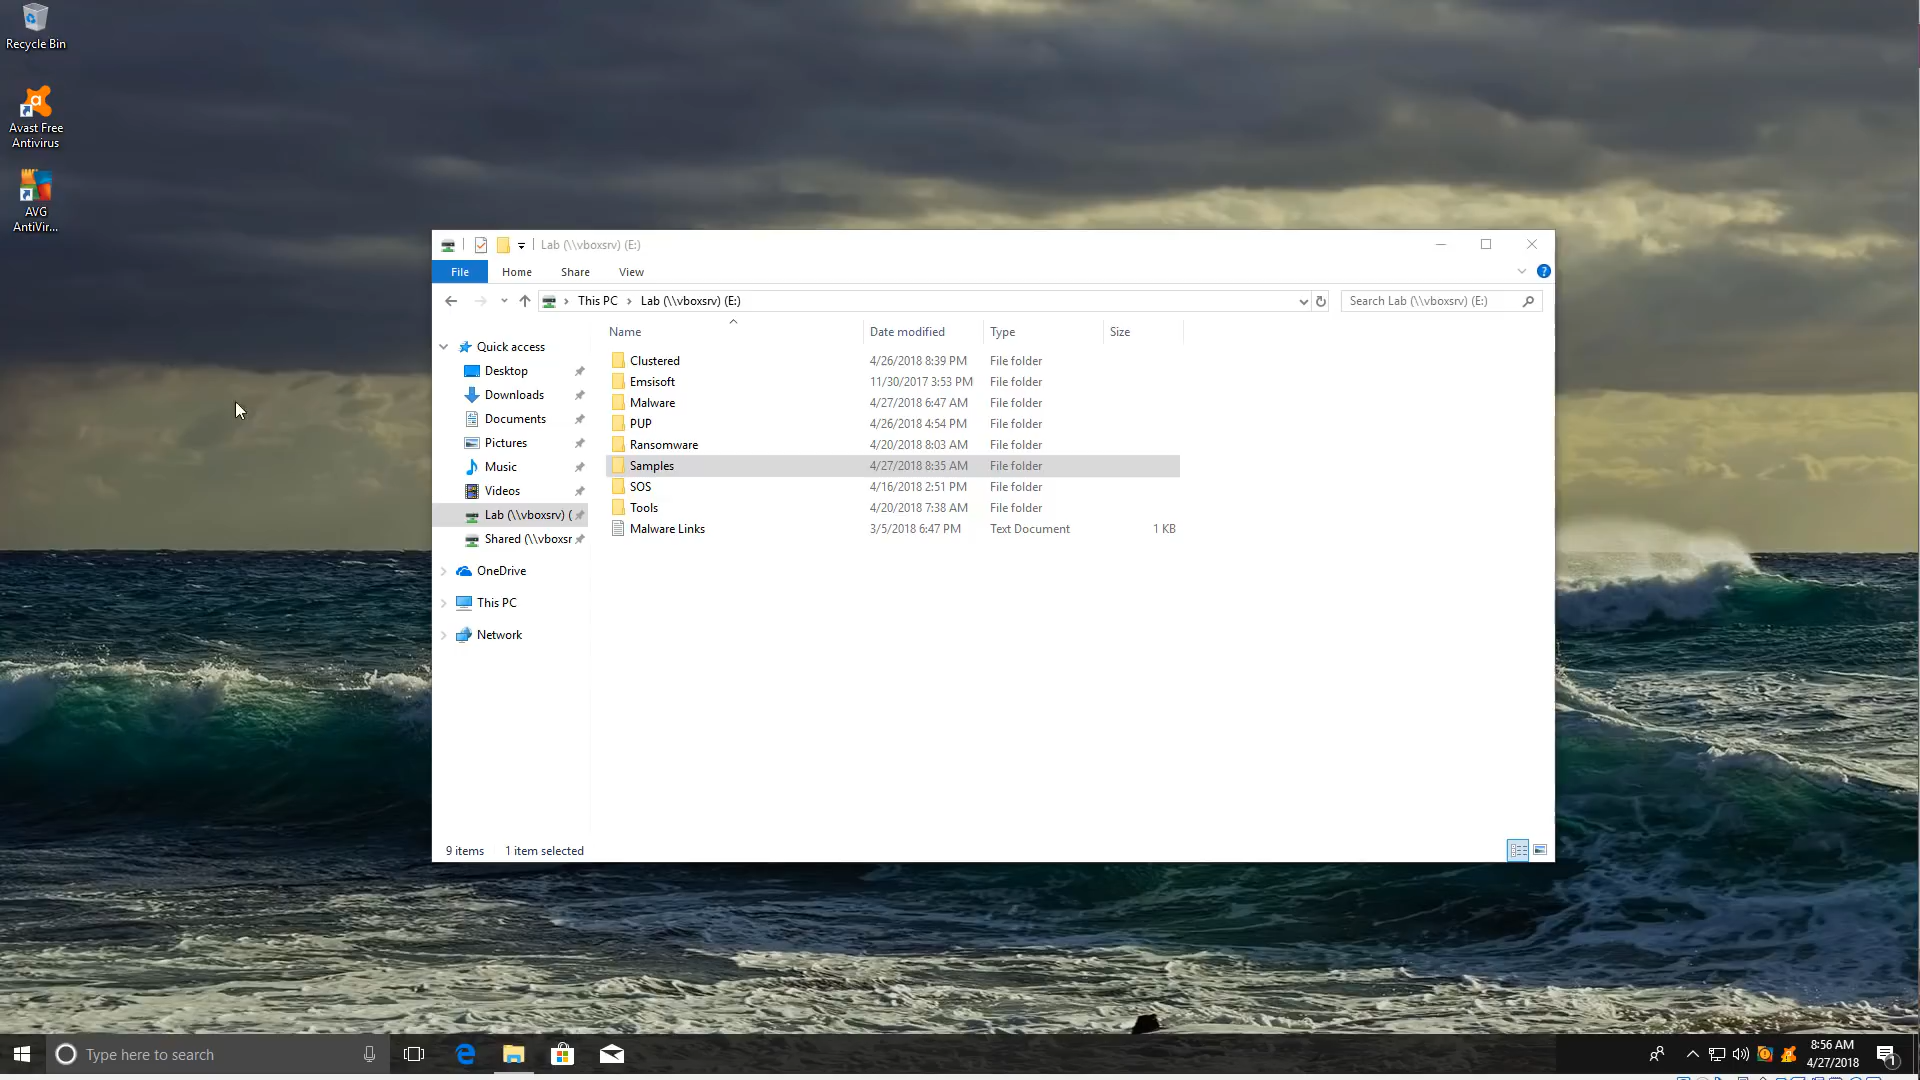 Recycle Bin
Avast Free
Antivirus
AVG
AntiVir...
Lab (\\vboxsrv) (E:)
File
Home
Share
View
This PC
Lab (\\vboxsrv) (E:)
Search Lab (\\vboxsrv) (E:)
Name
Date modified
Type
Size
Quick access
Desktop
Downloads
Documents
Pictures
Music
Videos
Lab (\\vboxsrv) (
Shared (\\vboxsr
OneDrive
This PC
Network
Clustered 4/26/2018 8:39 PM File folder
Emsisoft 11/30/2017 3:53 PM File folder
Malware 4/27/2018 6:47 AM File folder
PUP 4/26/2018 4:54 PM File folder
Ransomware 4/20/2018 8:03 AM File folder
Samples 4/27/2018 8:35 AM File folder
SOS 4/16/2018 2:51 PM File folder
Tools 4/20/2018 7:38 AM File folder
Malware Links 3/5/2018 6:47 PM Text Document 1 KB
9 items 1 item selected
Type here to search
8:56 AM
4/27/2018
1